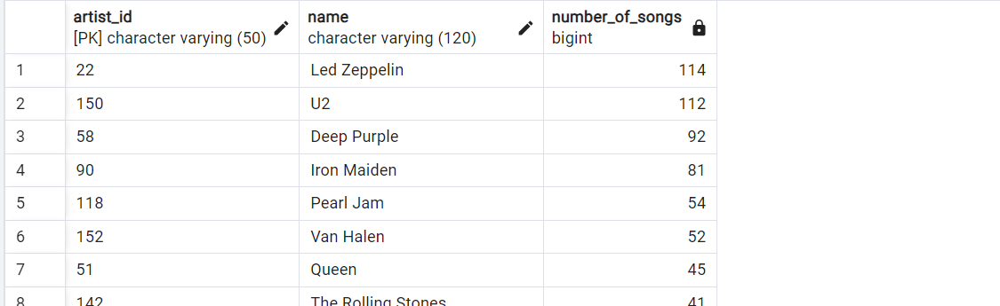 artist_id name number_of_songs
[PK] character varying (50) character varying (120) bigint
1 22 Led Zeppelin 114
2 150 U2 112
3 58 Deep Purple 92
4 90 Iron Maiden 81
5 118 Pearl Jam 54
6 152 Van Halen 52
7 51 Queen 45
8 142 The Rolling Stones 41